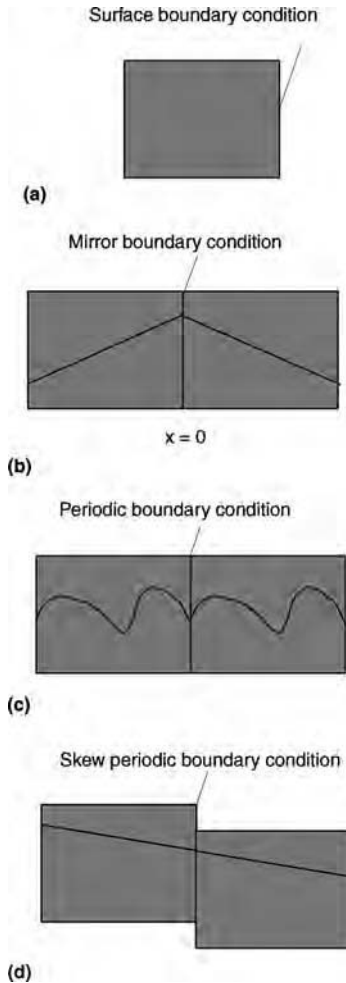 Surface boundary condition
(a)
Mirror boundary condition
x = 0
(b)
Periodic boundary condition
(c)
Skew periodic boundary condition
(d)